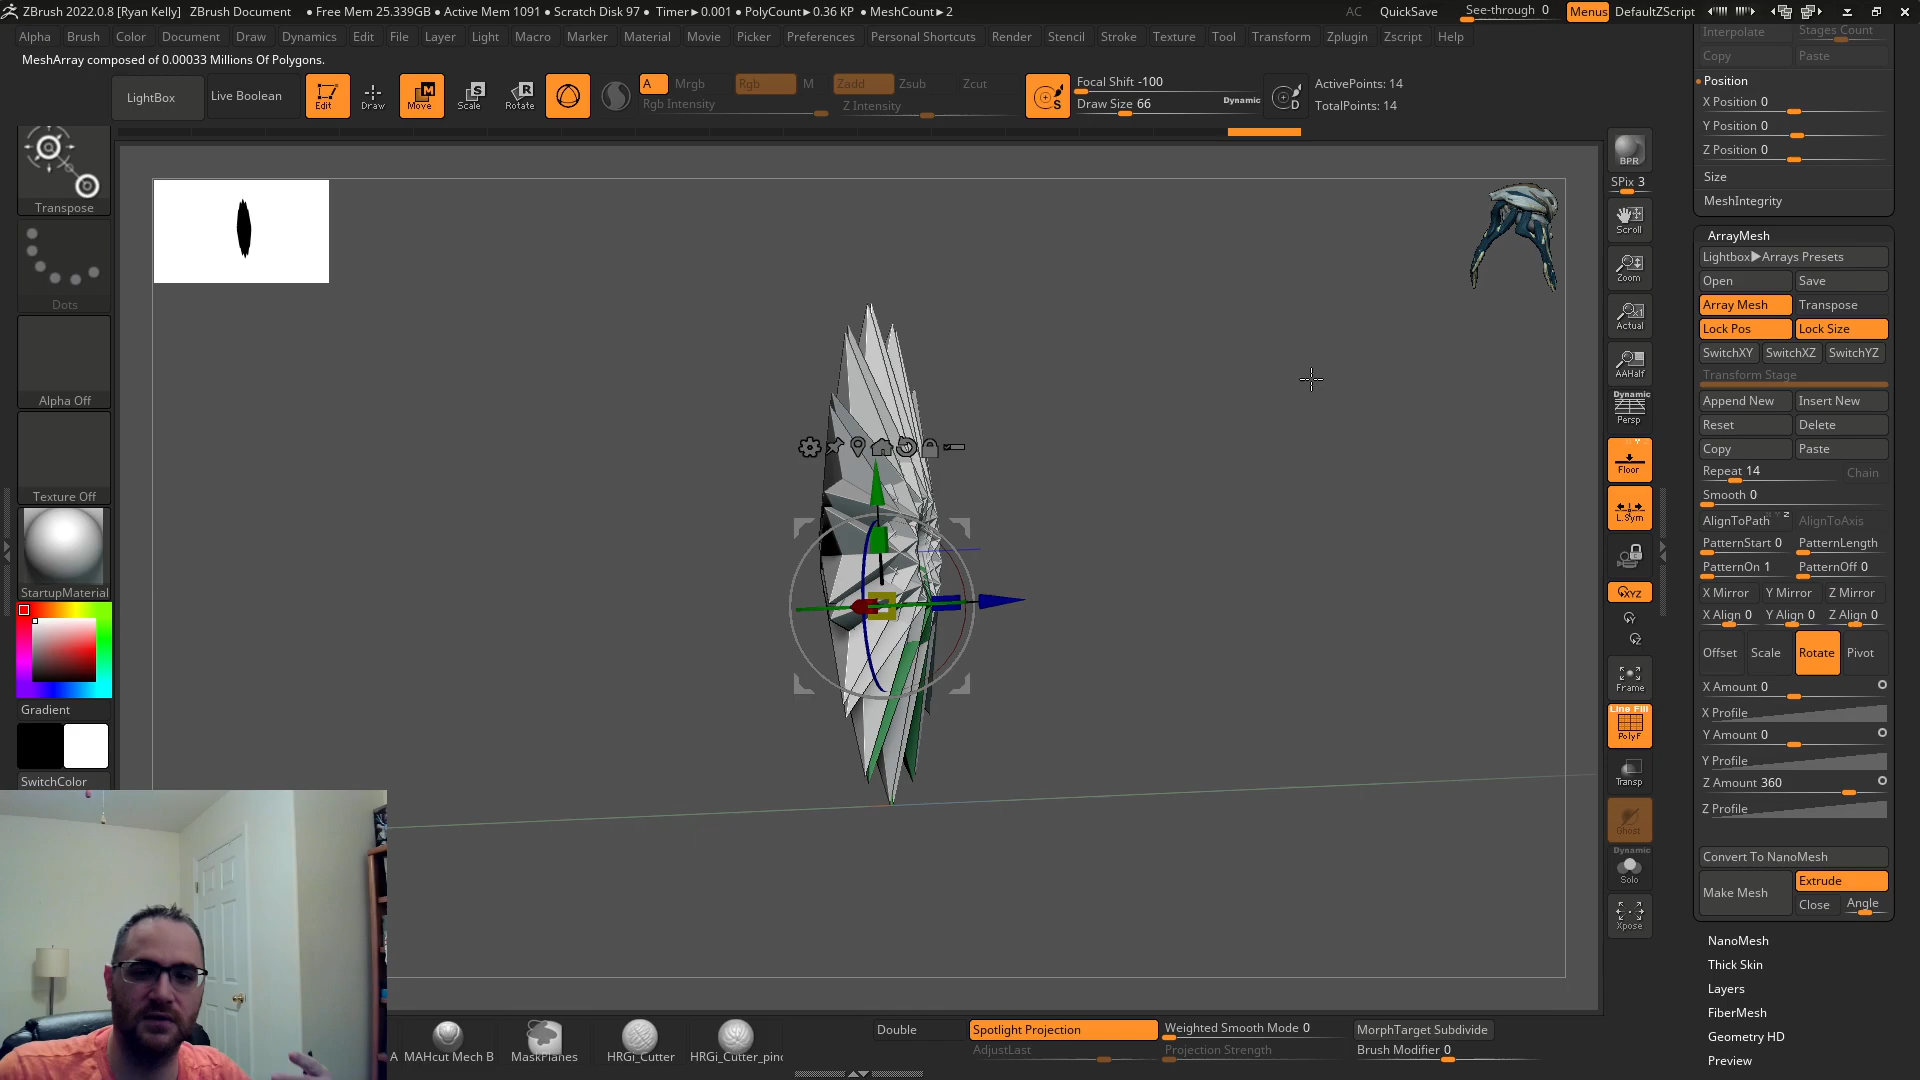 ZBrush 2022.0.8 [Ryan Kelly] ZBrush Document • Free Mem 25.339GB • Active Mem 1091 • Scratch Disk 97 • Timer►0.001 • PolyCount►0.36 KP • MeshCount►2 AC QuickSave See-through 0 Menus DefaultZScript
Alpha Brush Color Document Draw Dynamics Edit File Layer Light Macro Marker Material Movie Picker Preferences Personal Shortcuts Render Stencil Stroke Texture Tool Transform Zplugin Zscript Help
MeshArray composed of 0.00033 Millions Of Polygons.
LightBox
Live Boolean
Edit
Draw
Move
Scale
Rotate
A Mrgb Rgb M Zadd Zsub Zcut
Rgb Intensity Z Intensity
Focal Shift -100
Draw Size 66 Dynamic
ActivePoints: 14
TotalPoints: 14
Transpose
Dots
Alpha Off
Texture Off
StartupMaterial
Gradient
SwitchColor
BPR
SPix 3
Scroll
Zoom
Actual
AAHalf
Dynamic
Persp
Floor
L.Sym
XYZ
Frame
Line Fill
PolyF
Transp
Ghost
Dynamic
Solo
Xpose
Interpolate Stages Count
Copy Paste
Position
X Position 0
Y Position 0
Z Position 0
Size
MeshIntegrity
ArrayMesh
Lightbox▶Arrays Presets
Open Save
Array Mesh Transpose
Lock Pos Lock Size
SwitchXY SwitchXZ SwitchYZ
Transform Stage
Append New Insert New
Reset Delete
Copy Paste
Repeat 14 Chain
Smooth 0
AlignToPath AlignToAxis
PatternStart 0 PatternLength
PatternOn 1 PatternOff 0
X Mirror Y Mirror Z Mirror
X Align 0 Y Align 0 Z Align 0
Offset Scale Rotate Pivot
X Amount 0
X Profile
Y Amount 0
Y Profile
Z Amount 360
Z Profile
Convert To NanoMesh
Make Mesh
Extrude
Close Angle
NanoMesh
Thick Skin
Layers
FiberMesh
Geometry HD
Preview
A MAHcut Mech B MaskPlanes HRGi_Cutter HRGi_Cutter_pinc
Double Spotlight Projection Weighted Smooth Mode 0 MorphTarget Subdivide
AdjustLast Projection Strength Brush Modifier 0